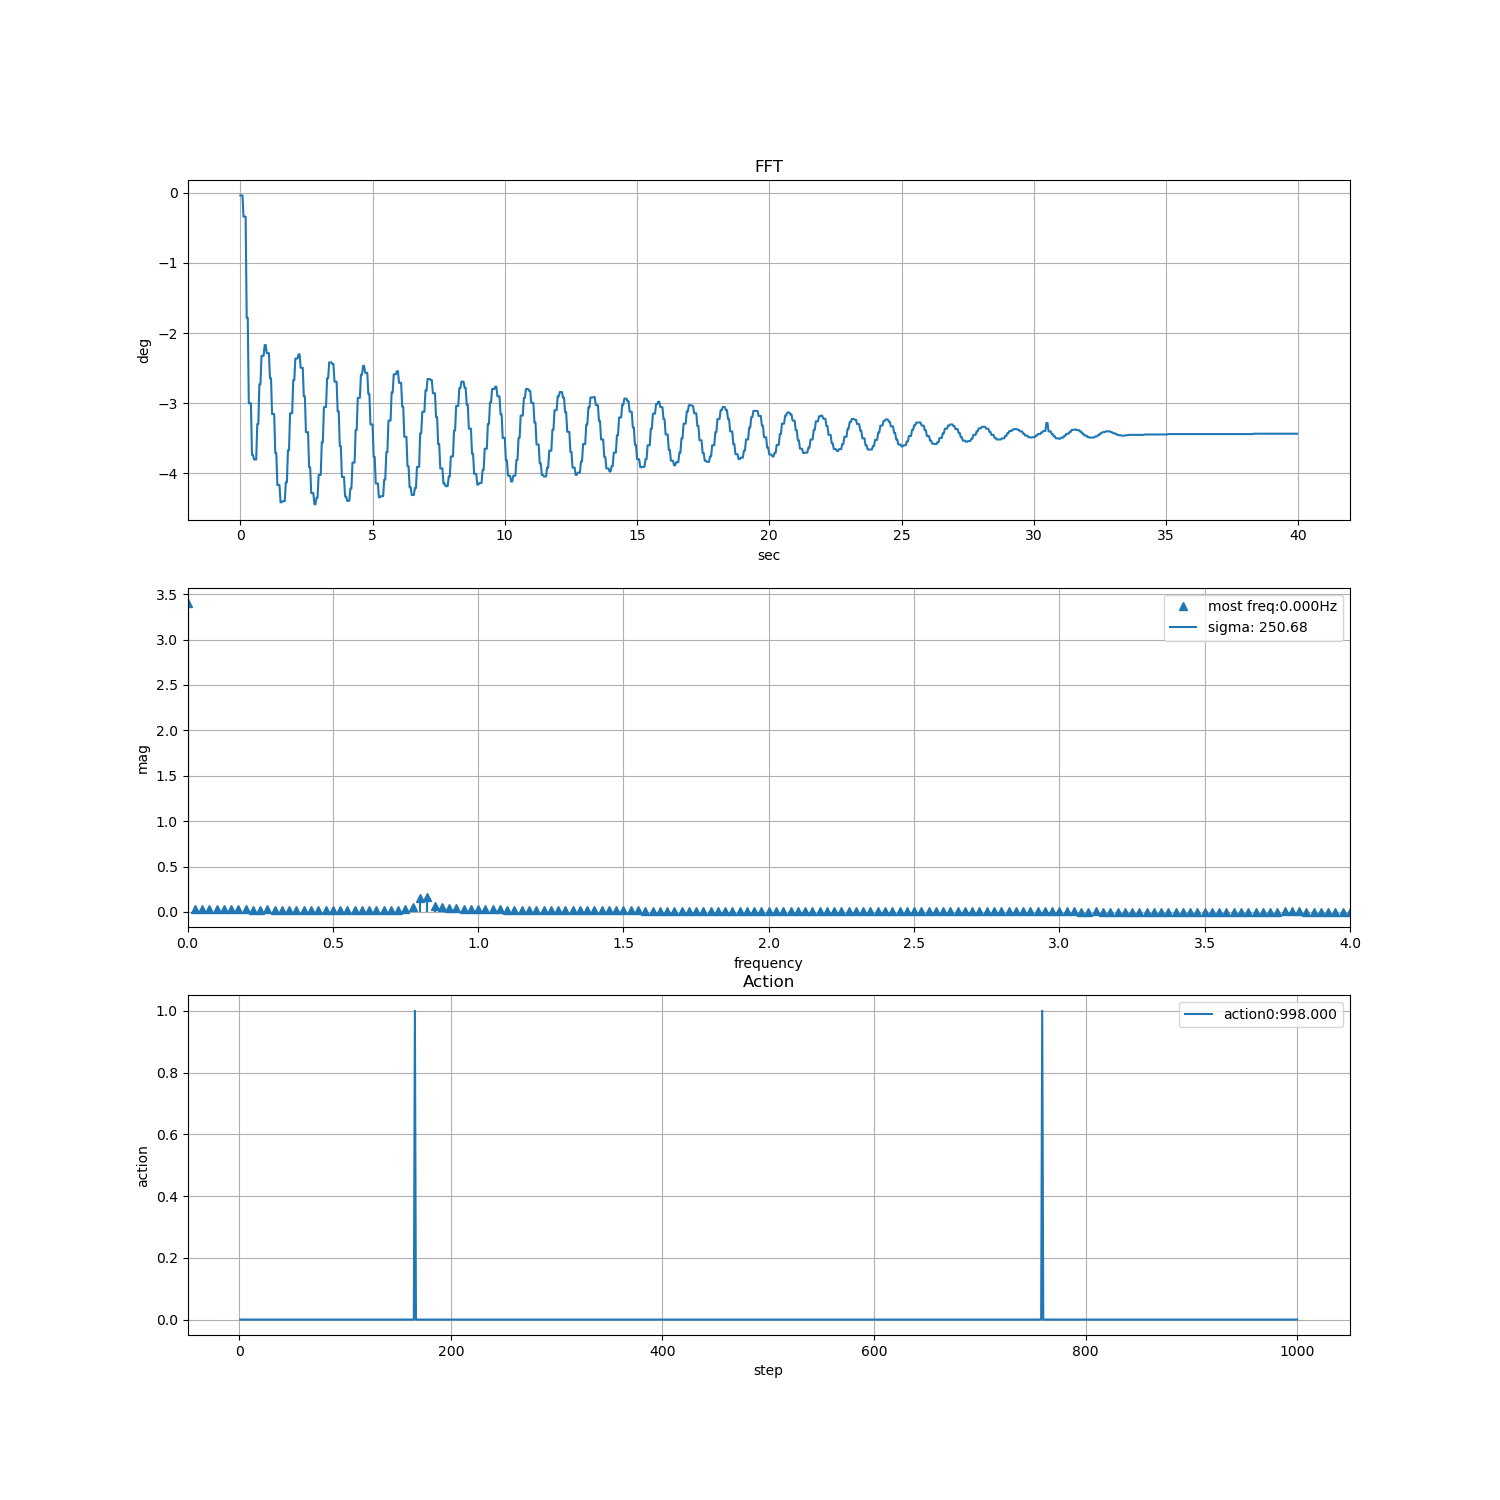 FFT
0
−1
−2
−3
−4
deg
0 5 10 15 20 25 30 35 40
sec
3.5
3.0
2.5
2.0
1.5
1.0
0.5
0.0
mag
most freq:0.000Hz
sigma: 250.68
0.0 0.5 1.0 1.5 2.0 2.5 3.0 3.5 4.0
frequency
Action
1.0
0.8
0.6
0.4
0.2
0.0
action
action0:998.000
0 200 400 600 800 1000
step